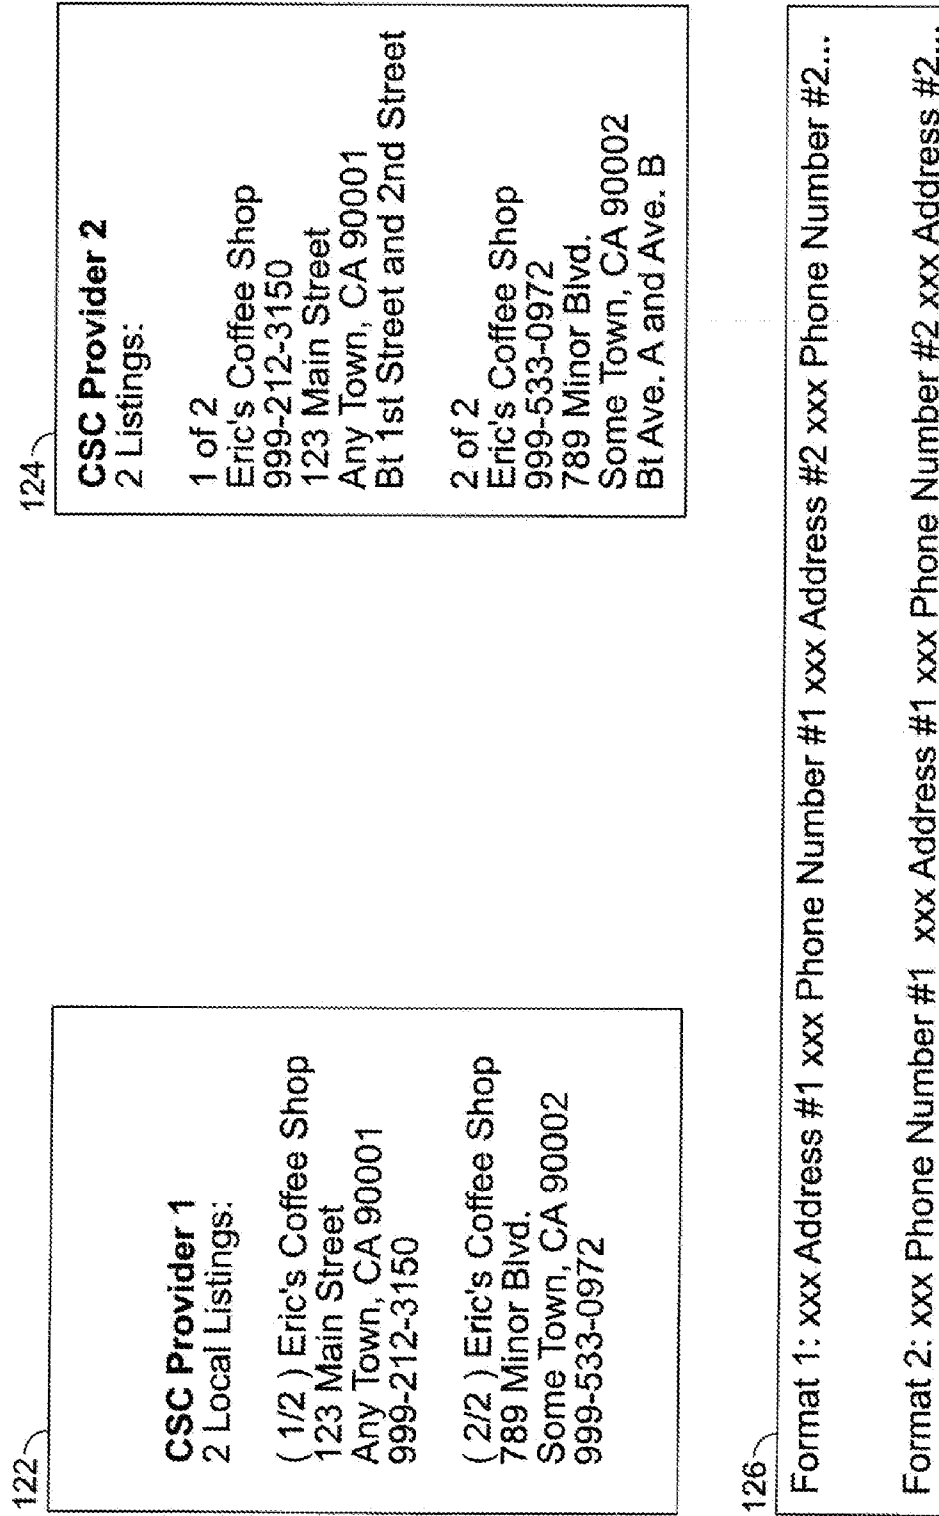 122
CSC Provider 1
2 Local Listings:
( 1/2 ) Eric's Coffee Shop
123 Main Street
Any Town, CA 90001
999-212-3150
( 2/2 ) Eric's Coffee Shop
789 Minor Blvd.
Some Town, CA 90002
999-533-0972
124
CSC Provider 2
2 Listings:
1 of 2
Eric's Coffee Shop
999-212-3150
123 Main Street
Any Town, CA 90001
Bt 1st Street and 2nd Street
2 of 2
Eric's Coffee Shop
999-533-0972
789 Minor Blvd.
Some Town, CA 90002
Bt Ave. A and Ave. B
126
Format 1: xxx Address #1 xxx Phone Number #1 xxx Address #2 xxx Phone Number #2...
Format 2: xxx Phone Number #1 xxx Address #1 xxx Phone Number #2 xxx Address #2...